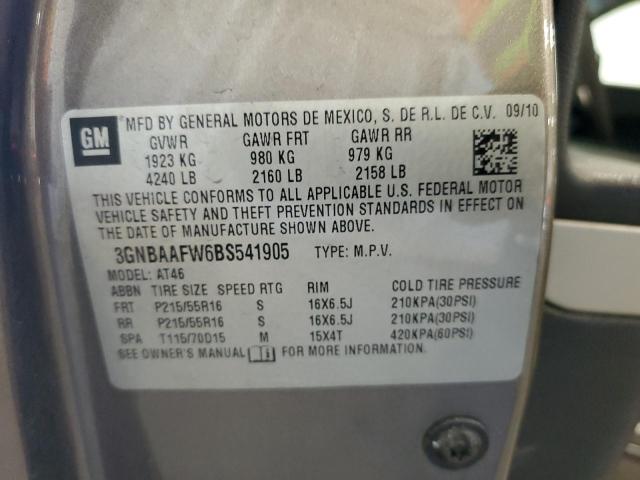 GM
MFD BY GENERAL MOTORS DE MEXICO, S. DE R.L. DE C.V. 09/10
GVWR GAWR FRT GAWR RR
1923 KG 980 KG 979 KG
4240 LB 2160 LB 2158 LB
THIS VEHICLE CONFORMS TO ALL APPLICABLE U.S. FEDERAL MOTOR
VEHICLE SAFETY AND THEFT PREVENTION STANDARDS IN EFFECT ON
THE DATE OF MANUFACTURE SHOWN ABOVE.
3GNBAAFW6BS541905 TYPE: M.P.V.
MODEL: AT46
ABBN TIRE SIZE SPEED RTG RIM COLD TIRE PRESSURE
FRT P215/55R16 S 16X6.5J 210KPA(30PSI)
RR P215/55R16 S 16X6.5J 210KPA(30PSI)
SPA T115/70D15 M 15X4T 420KPA(60PSI)
SEE OWNER'S MANUAL FOR MORE INFORMATION.